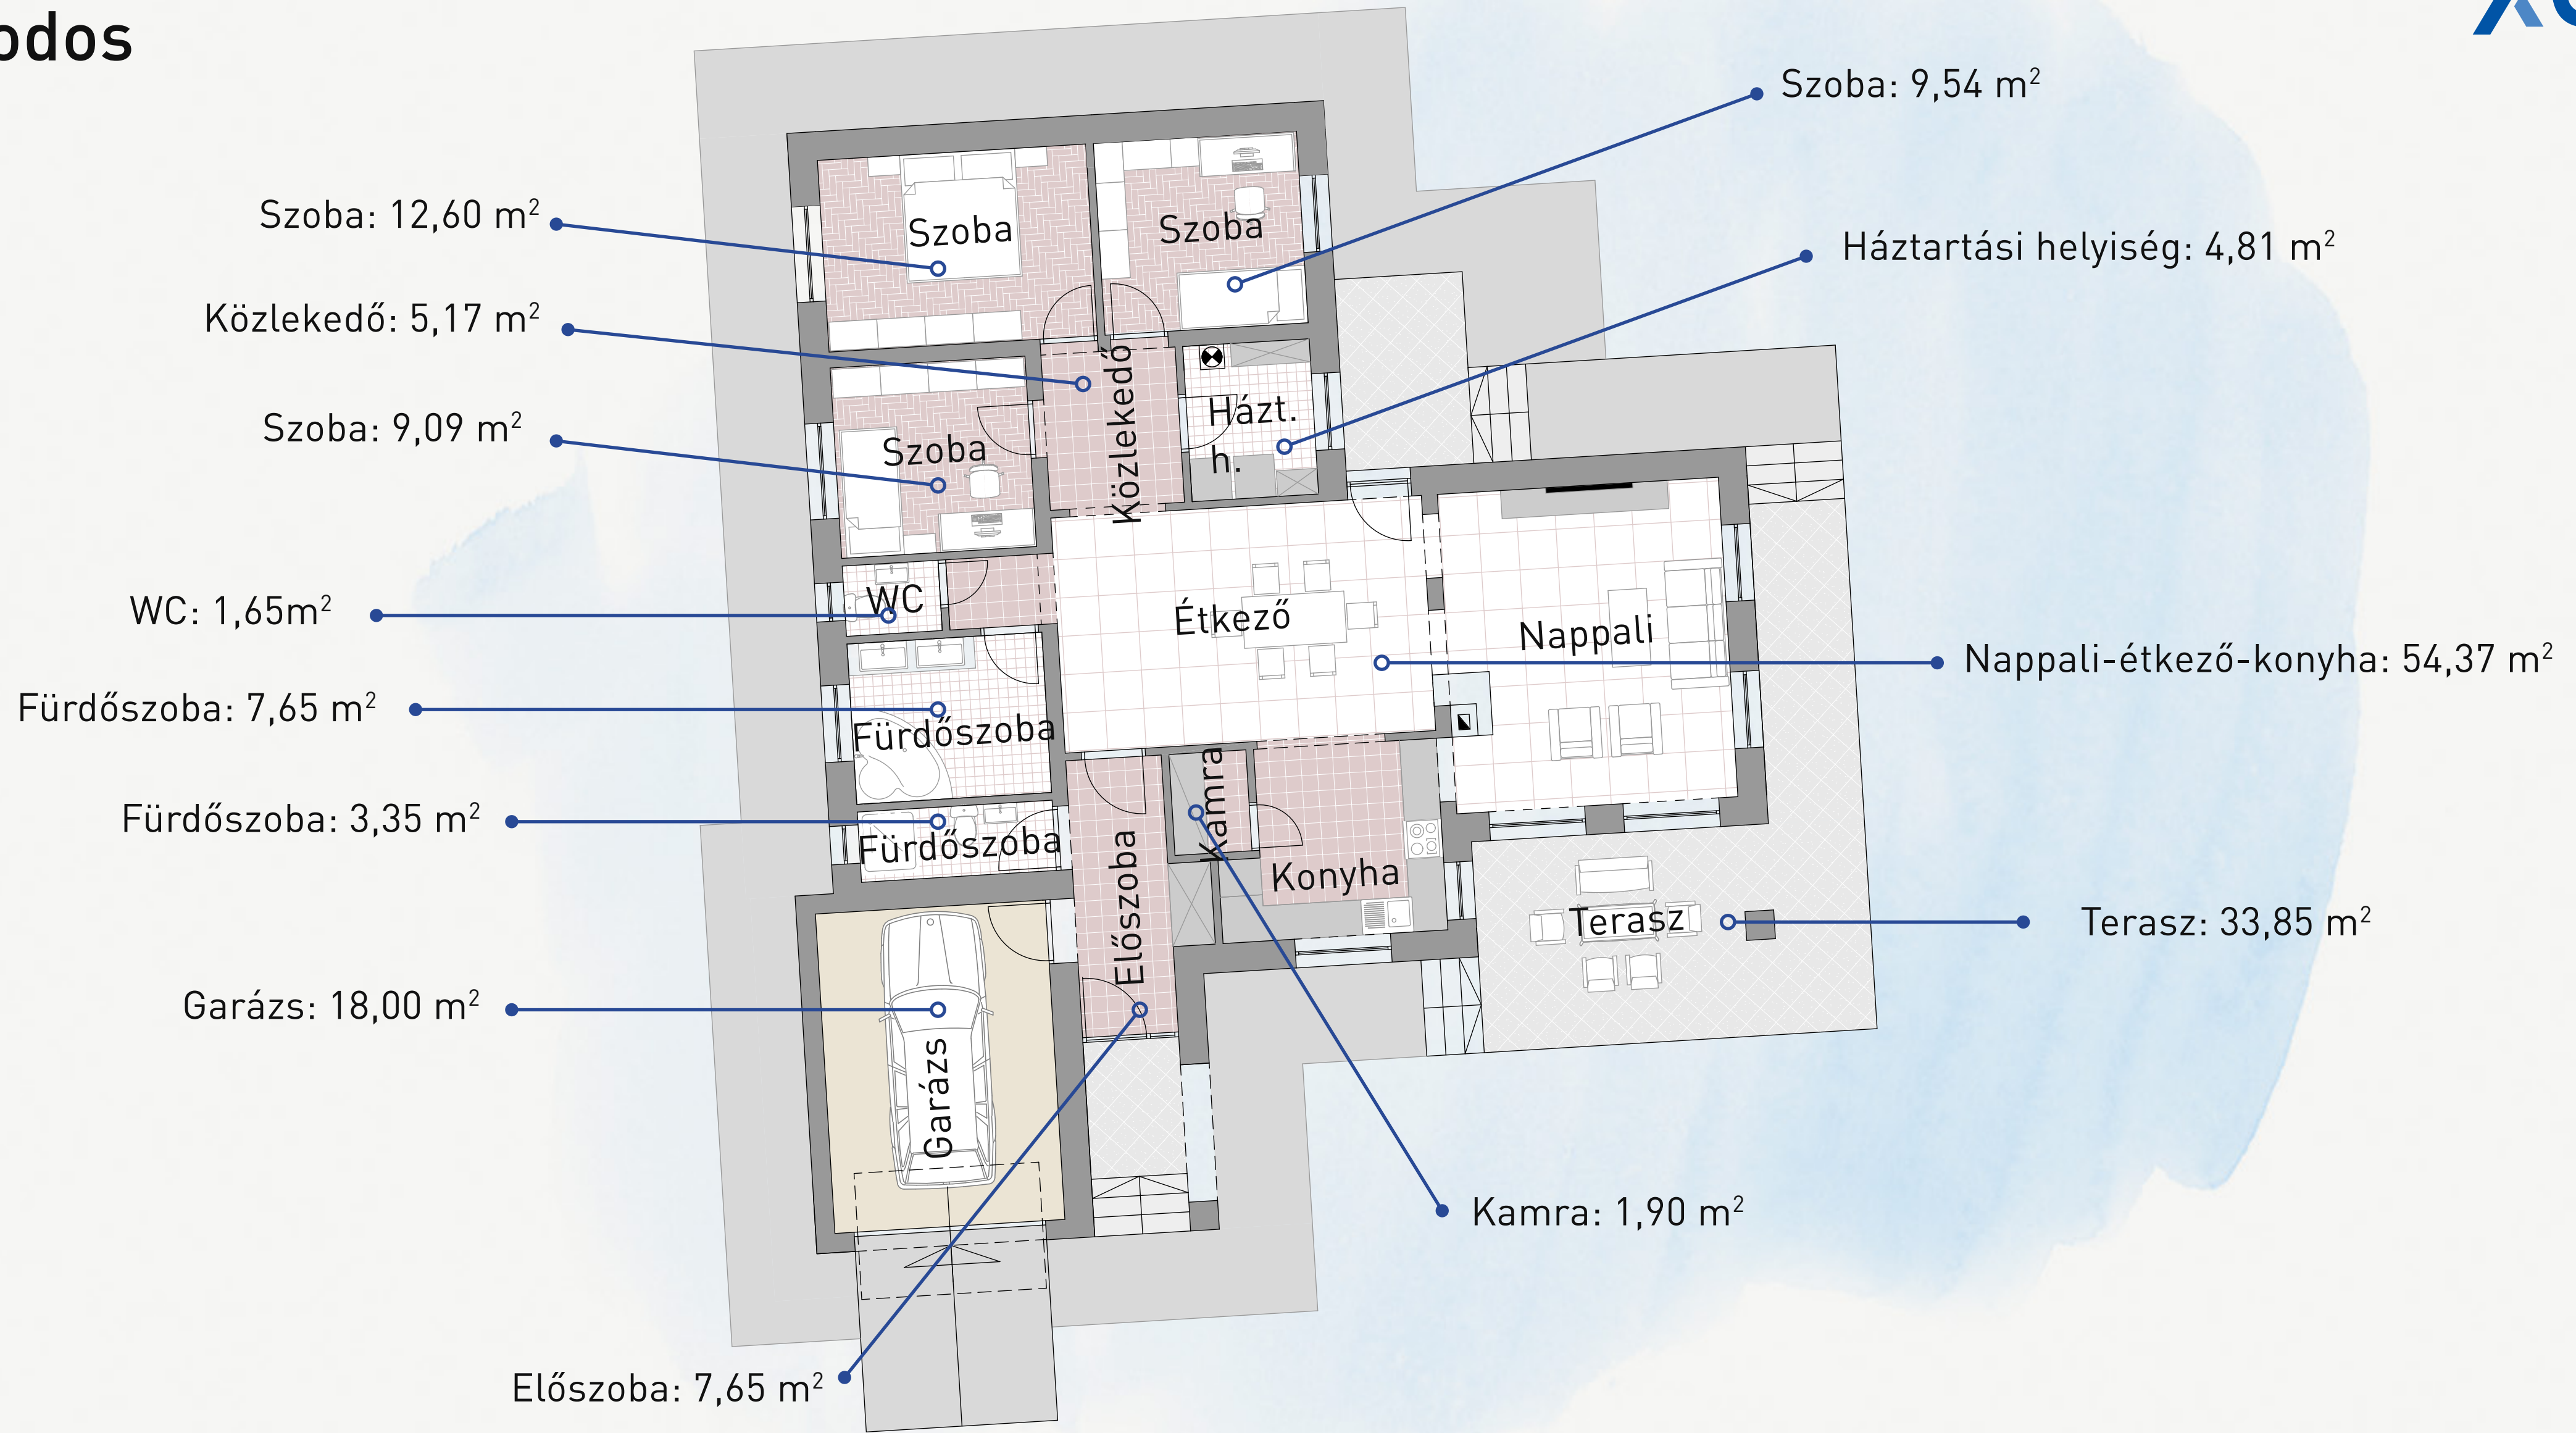 Szoba: 9,54 m²
Szoba: 12,60 m²
Háztartási helyiség: 4,81 m²
Közlekedő: 5,17 m²
Szoba: 9,09 m²
WC: 1,65m²
Nappali-étkező-konyha: 54,37 m²
Fürdőszoba: 7,65 m²
Fürdőszoba: 3,35 m²
Terasz: 33,85 m²
Garázs: 18,00 m²
Kamra: 1,90 m²
Előszoba: 7,65 m²
Szoba
Szoba
Közlekedő
Házt.
h.
Szoba
WC
Étkező
Nappali
Fürdőszoba
Kamra
Fürdőszoba
Előszoba
Konyha
Terasz
Garázs